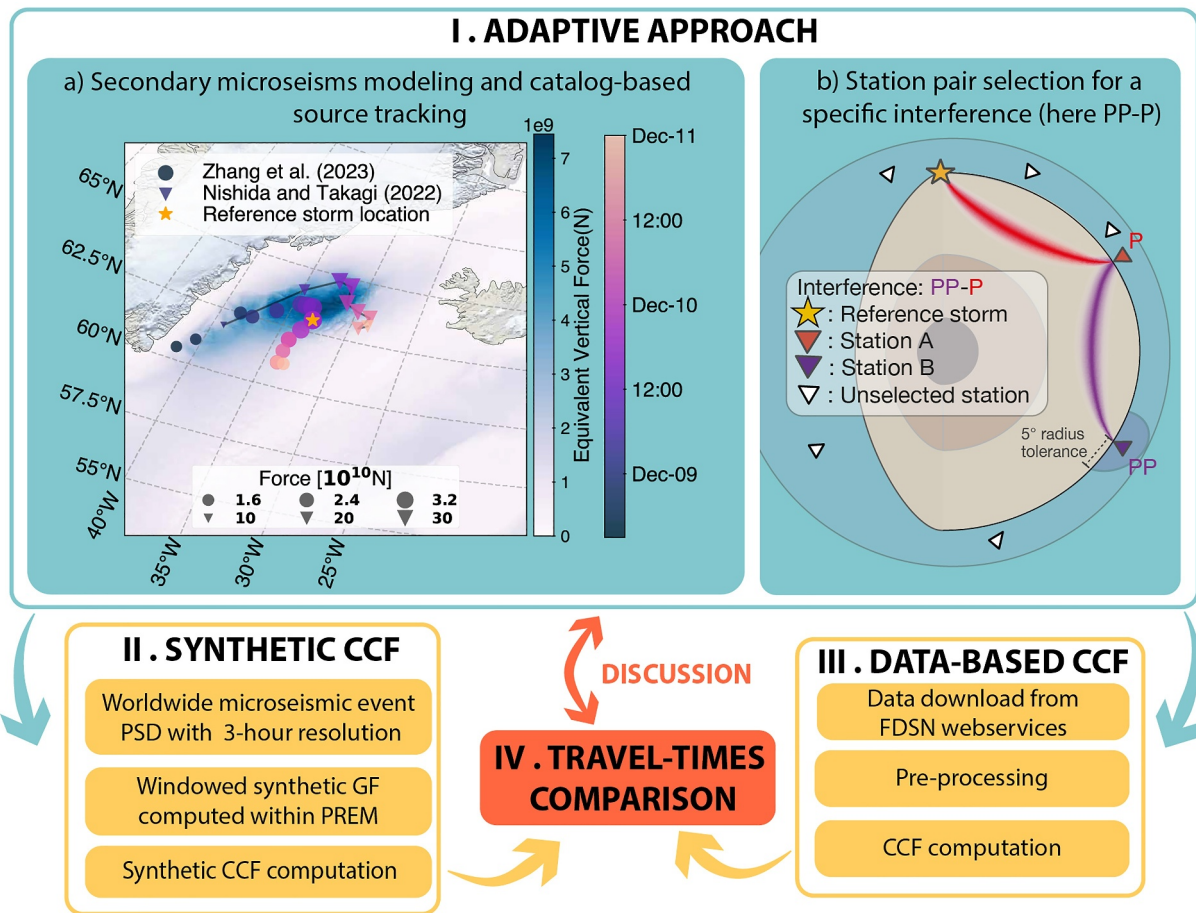 I . ADAPTIVE APPROACH
a) Secondary microseisms modeling and catalog-based
source tracking
1e9
Zhang et al. (2023)
Nishida and Takagi (2022)
Reference storm location
65°N
62.5°N
60°N
57.5°N
55°N
40°W
35°W
30°W
25°W
Force [10¹⁰N]
1.6 2.4 3.2
10 20 30
7
6
5
4
3
2
1
0
Equivalent Vertical Force(N)
Dec-11
12:00
Dec-10
12:00
Dec-09
b) Station pair selection for a
specific interference (here PP-P)
P
Interference: PP-P
: Reference storm
: Station A
: Station B
: Unselected station
5° radius
tolerance
PP
II . SYNTHETIC CCF
Worldwide microseismic event
PSD with 3-hour resolution
Windowed synthetic GF
computed within PREM
Synthetic CCF computation
DISCUSSION
IV . TRAVEL-TIMES
COMPARISON
III . DATA-BASED CCF
Data download from
FDSN webservices
Pre-processing
CCF computation